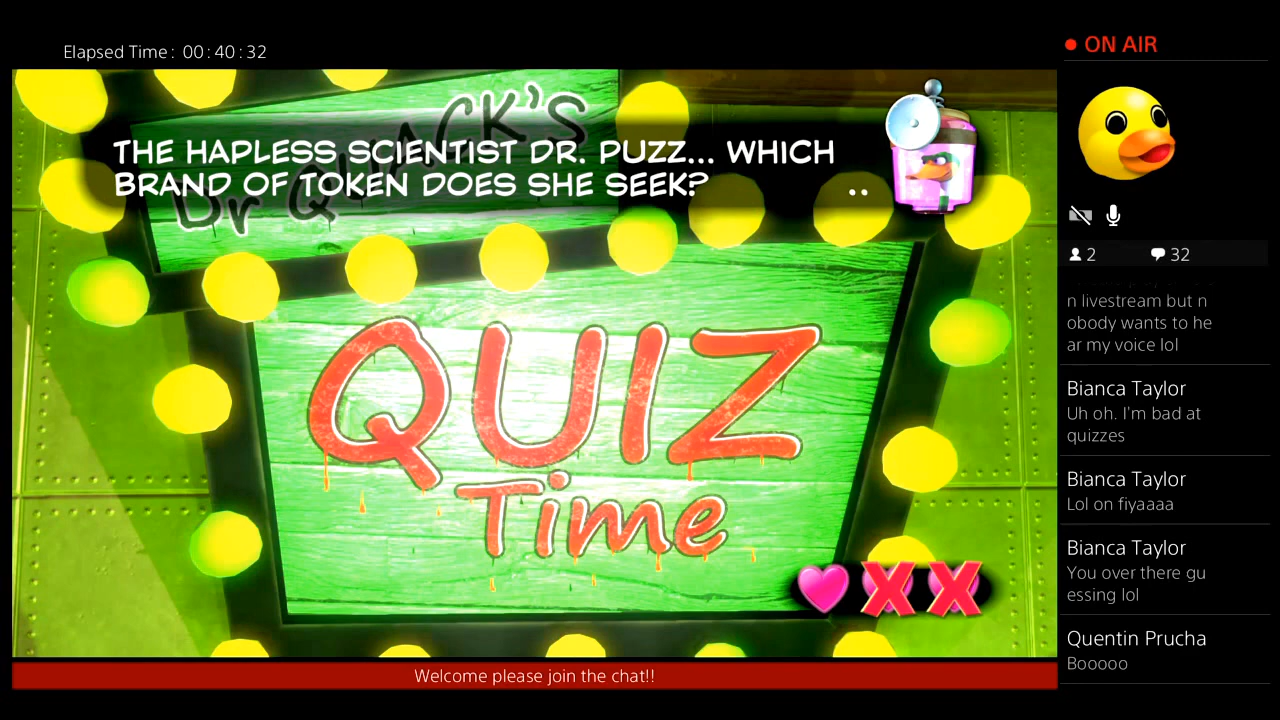 Elapsed Time: 00:40:32
ON AIR
Dr QUACK'S
THE HAPLESS SCIENTIST DR. PUZZ... WHICH
BRAND OF TOKEN DOES SHE SEEK?
..
QUIZ
Time
X X
Welcome please join the chat!!
2 32
n livestream but n
obody wants to he
ar my voice lol
Bianca Taylor
Uh oh. I'm bad at
quizzes
Bianca Taylor
Lol on fiyaaaa
Bianca Taylor
You over there gu
essing lol
Quentin Prucha
Booooo